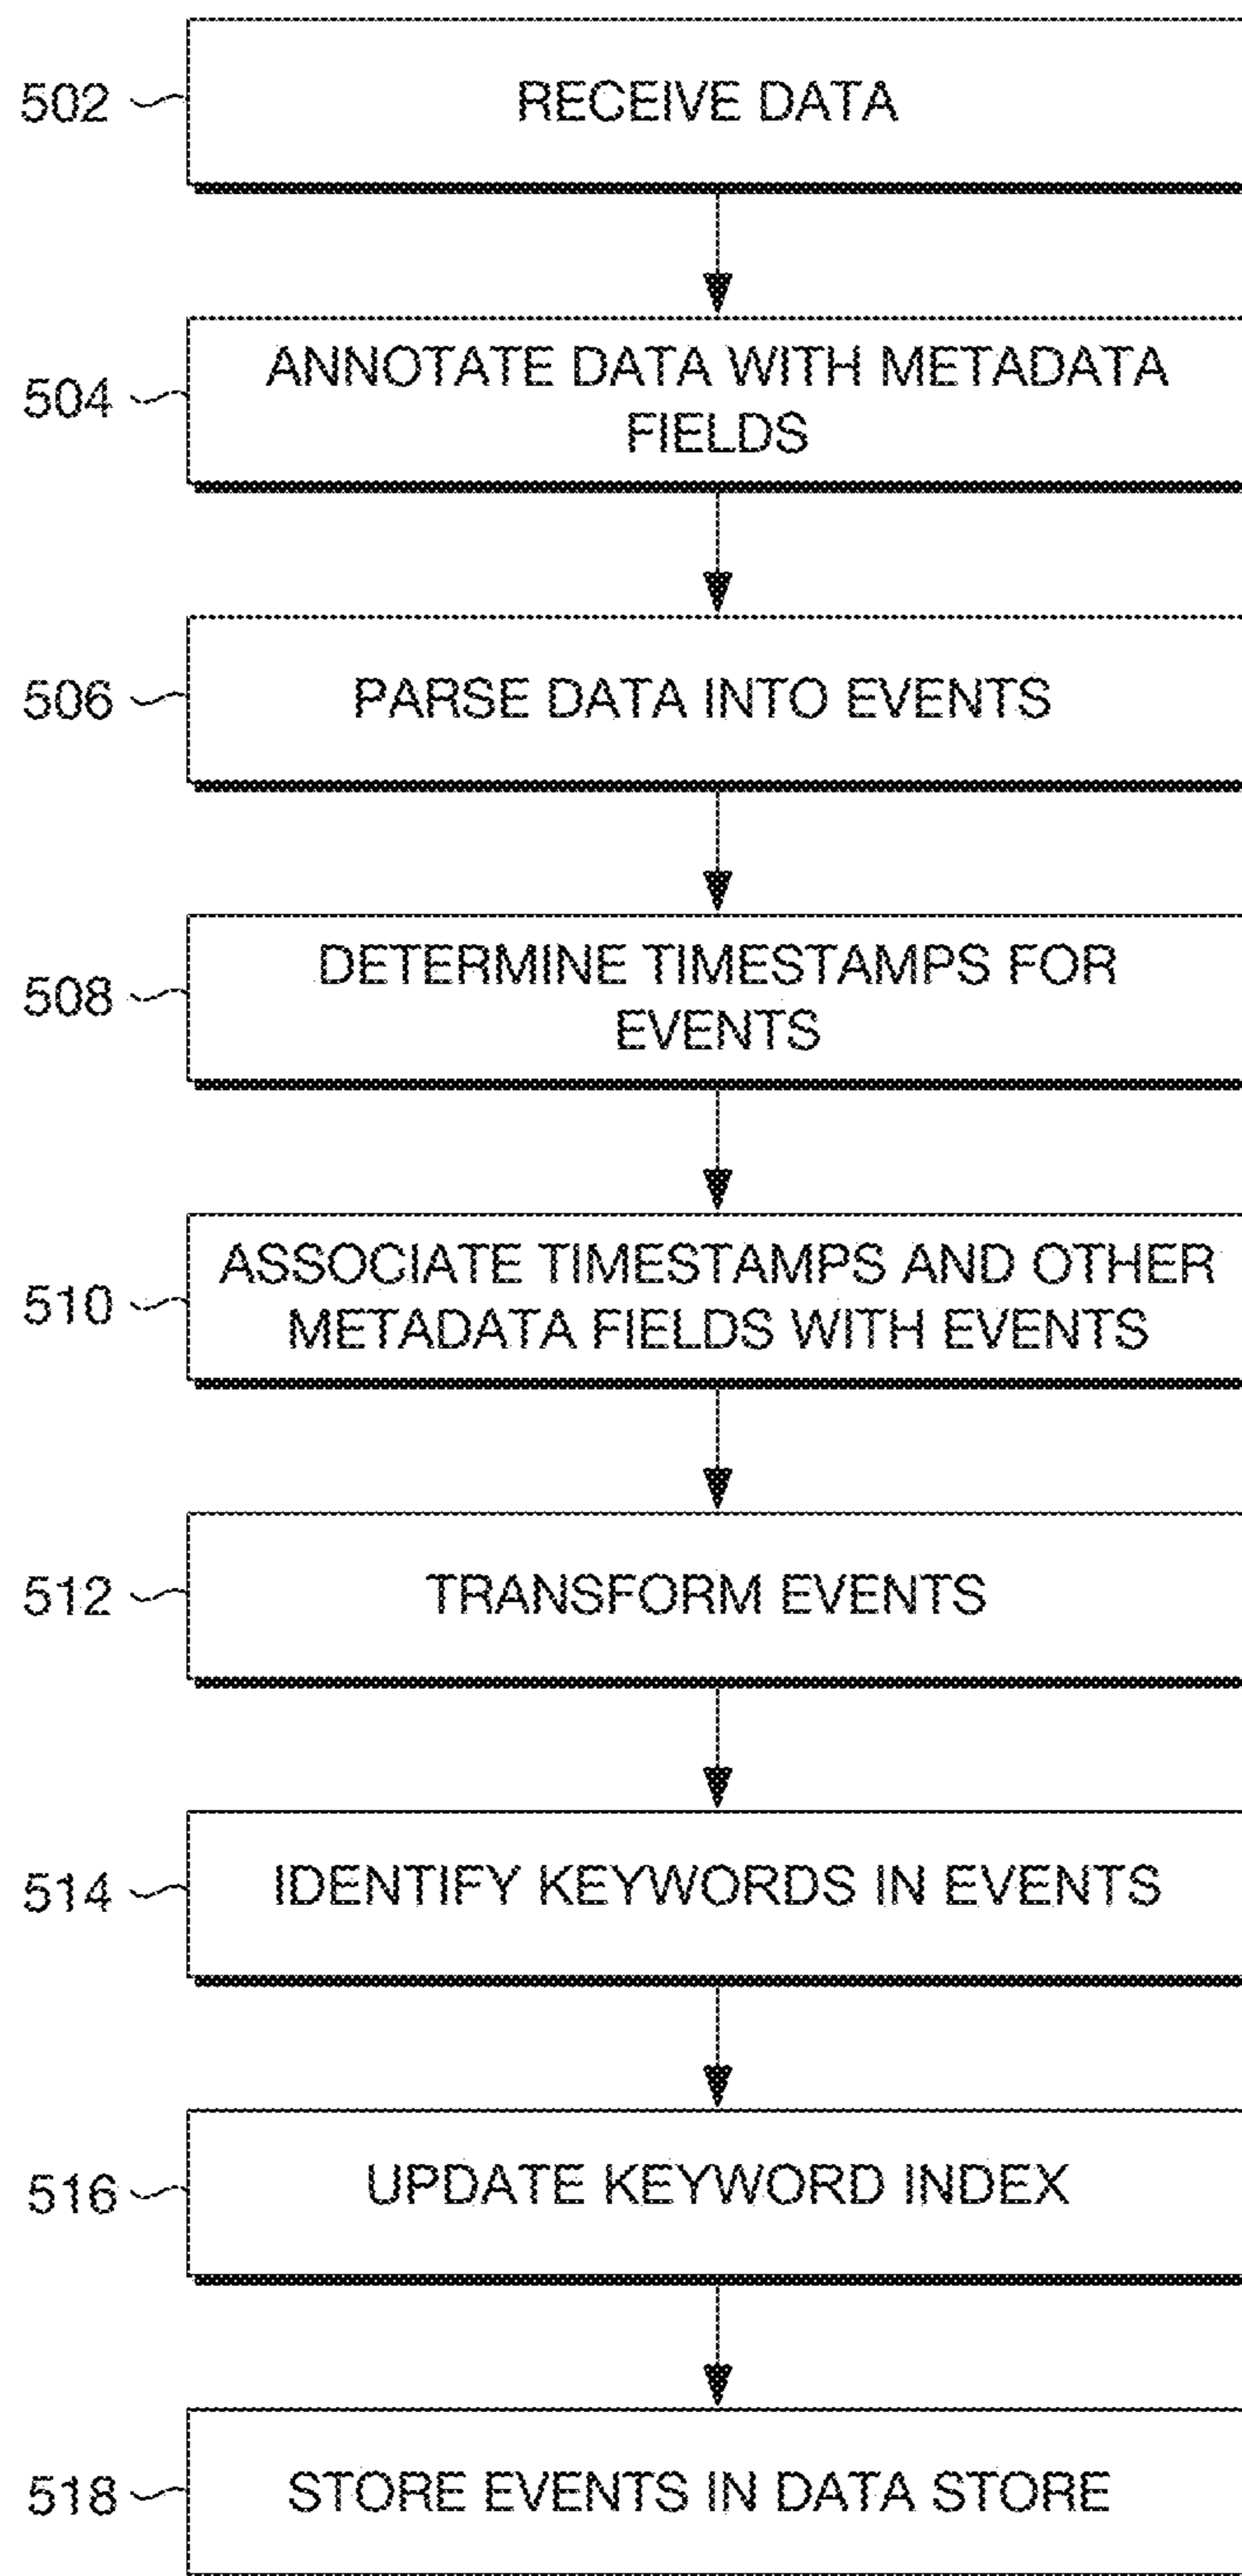 502
RECEIVE DATA
504
ANNOTATE DATA WITH METADATA
FIELDS
506
PARSE DATA INTO EVENTS
508
DETERMINE TIMESTAMPS FOR
EVENTS
510
ASSOCIATE TIMESTAMPS AND OTHER
METADATA FIELDS WITH EVENTS
512
TRANSFORM EVENTS
514
IDENTIFY KEYWORDS IN EVENTS
516
UPDATE KEYWORD INDEX
518
STORE EVENTS IN DATA STORE